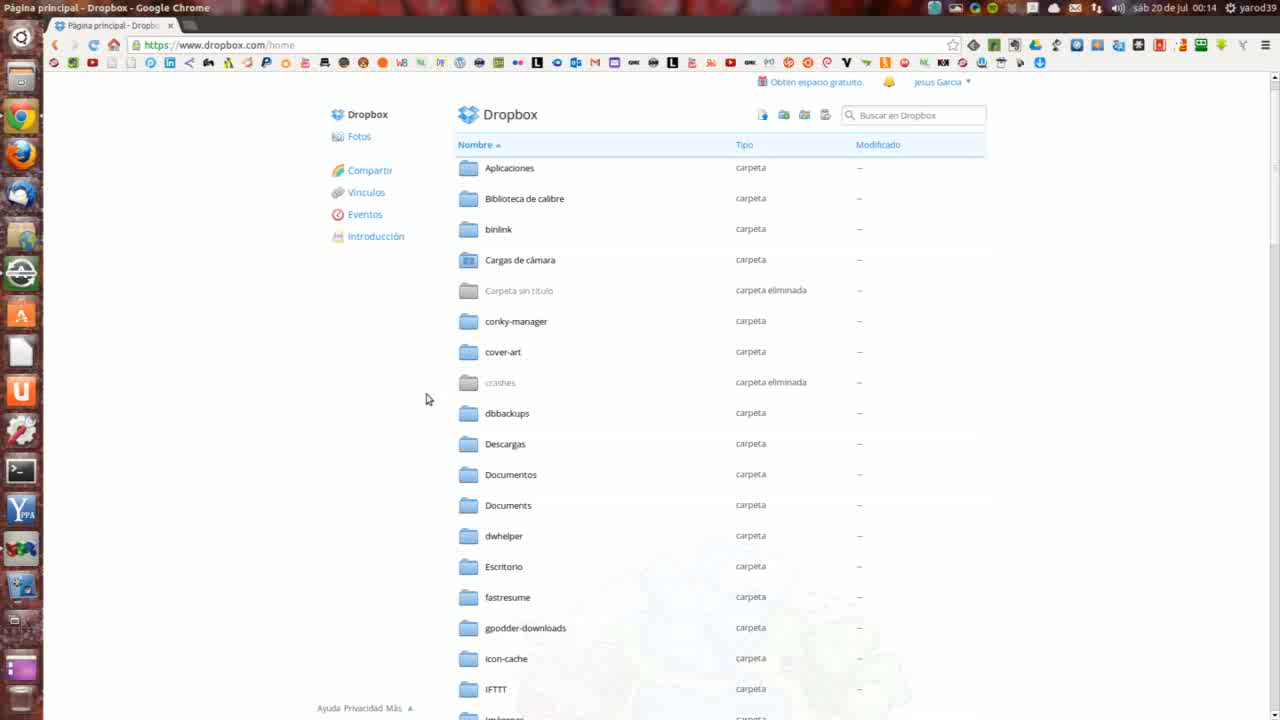 Página principal - Dropbox - Google Chrome
sáb 20 de jul 00:14 yarod39
Página principal - Dropbo
https://www.dropbox.com/home
Obtén espacio gratuito.
Jesus Garcia
Dropbox
Fotos
Compartir
Vínculos
Eventos
Introducción
Dropbox
Buscar en Dropbox
Nombre Tipo Modificado
Aplicaciones carpeta --
Biblioteca de calibre carpeta --
binlink carpeta --
Cargas de cámara carpeta --
Carpeta sin título carpeta eliminada --
conky-manager carpeta --
cover-art carpeta --
crashes carpeta eliminada --
dbbackups carpeta --
Descargas carpeta --
Documentos carpeta --
Documents carpeta --
dwhelper carpeta --
Escritorio carpeta --
fastresume carpeta --
gpodder-downloads carpeta --
icon-cache carpeta --
IFTTT carpeta --
Ayuda Privacidad Más